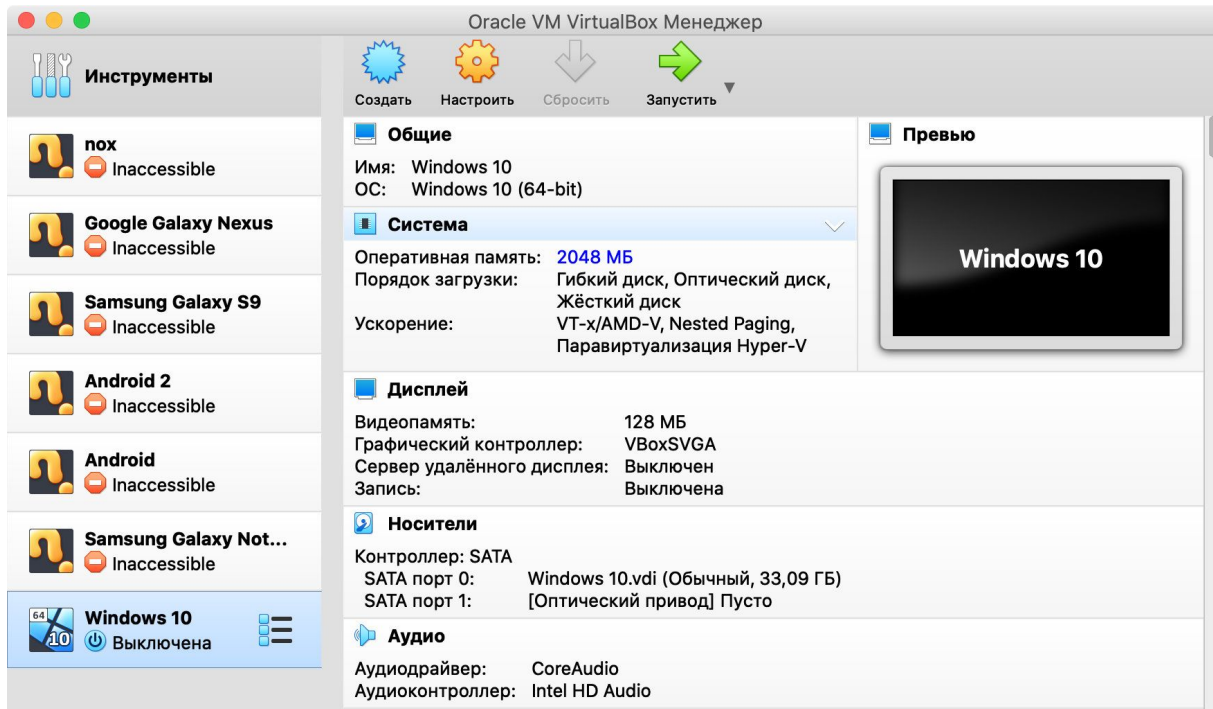 Oracle VM VirtualBox Менеджер
Инструменты
Создать
Настроить
Сбросить
Запустить
nox
Inaccessible
Google Galaxy Nexus
Inaccessible
Samsung Galaxy S9
Inaccessible
Android 2
Inaccessible
Android
Inaccessible
Samsung Galaxy Not...
Inaccessible
64
10
Windows 10
Выключена
Общие
Имя: Windows 10
ОС: Windows 10 (64-bit)
Превью
Windows 10
Система
Оперативная память: 2048 МБ
Порядок загрузки: Гибкий диск, Оптический диск,
Жёсткий диск
Ускорение: VT-x/AMD-V, Nested Paging,
Паравиртуализация Hyper-V
Дисплей
Видеопамять: 128 МБ
Графический контроллер: VBoxSVGA
Сервер удалённого дисплея: Выключен
Запись: Выключена
Носители
Контроллер: SATA
SATA порт 0: Windows 10.vdi (Обычный, 33,09 ГБ)
SATA порт 1: [Оптический привод] Пусто
Аудио
Аудиодрайвер: CoreAudio
Аудиоконтроллер: Intel HD Audio